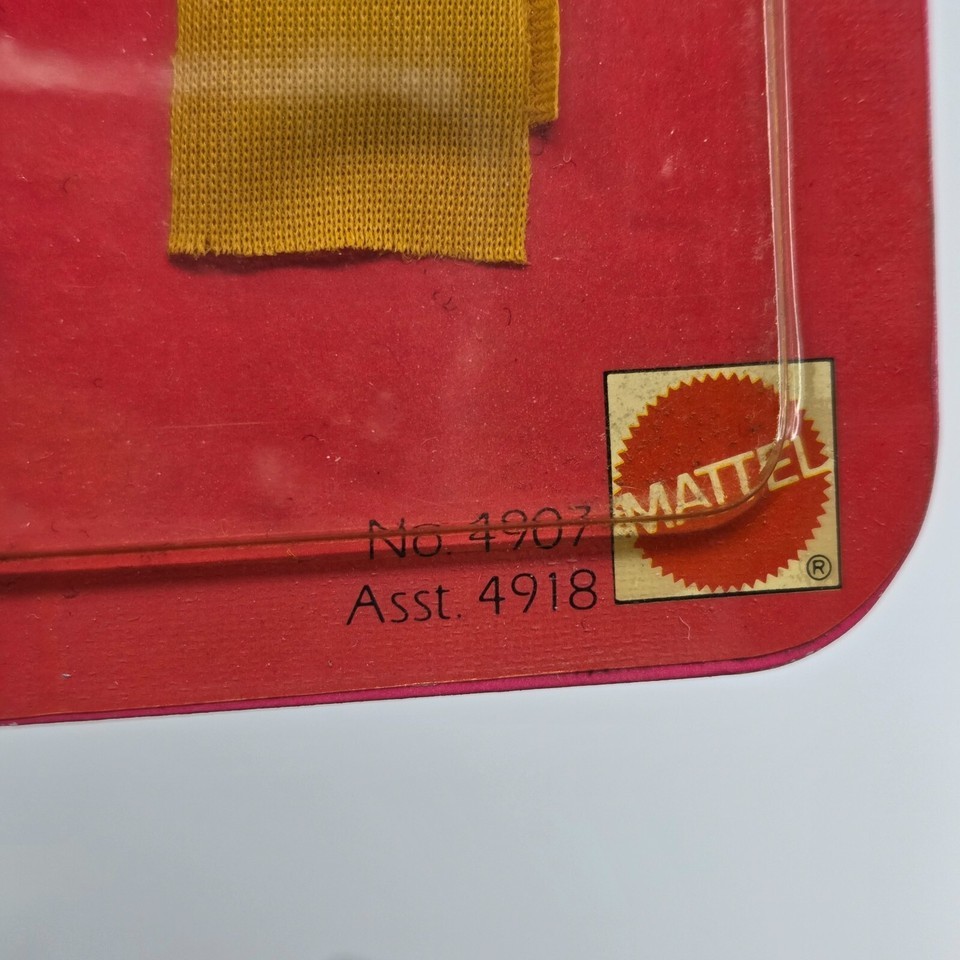 No. 4907
Asst. 4918
MATTEL
®